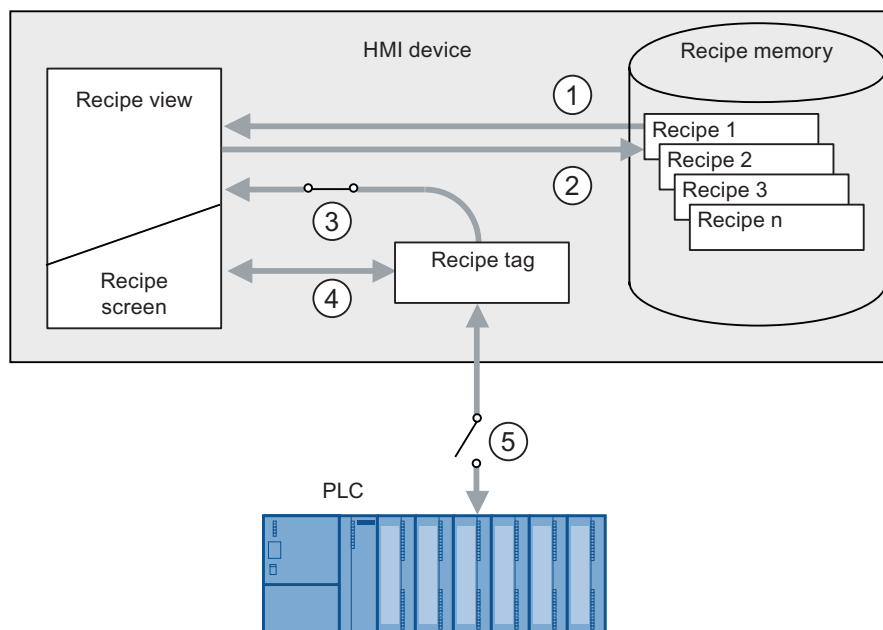 HMI device
Recipe memory
Recipe view
1
Recipe 1
Recipe 2
2
Recipe 3
3
Recipe n
Recipe tag
Recipe
screen
4
5
PLC